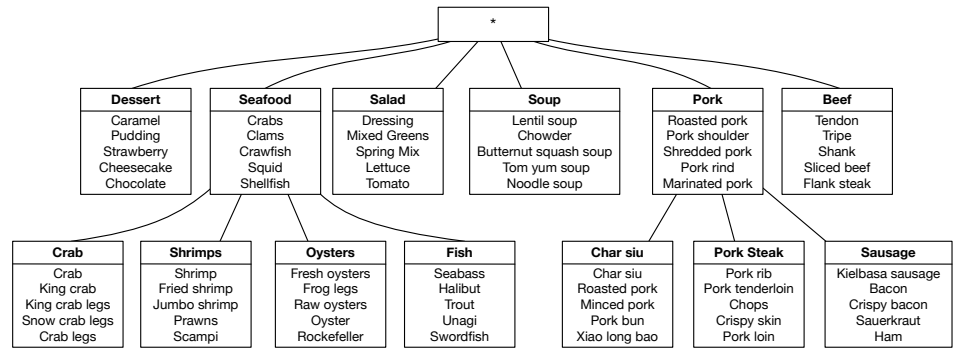 *
Dessert
Caramel
Pudding
Strawberry
Cheesecake
Chocolate
Seafood
Crabs
Clams
Crawfish
Squid
Shellfish
Salad
Dressing
Mixed Greens
Spring Mix
Lettuce
Tomato
Soup
Lentil soup
Chowder
Butternut squash soup
Tom yum soup
Noodle soup
Pork
Roasted pork
Pork shoulder
Shredded pork
Pork rind
Marinated pork
Beef
Tendon
Tripe
Shank
Sliced beef
Flank steak
Crab
Crab
King crab
King crab legs
Snow crab legs
Crab legs
Shrimps
Shrimp
Fried shrimp
Jumbo shrimp
Prawns
Scampi
Oysters
Fresh oysters
Frog legs
Raw oysters
Oyster
Rockefeller
Fish
Seabass
Halibut
Trout
Unagi
Swordfish
Char siu
Char siu
Roasted pork
Minced pork
Pork bun
Xiao long bao
Pork Steak
Pork rib
Pork tenderloin
Chops
Crispy skin
Pork loin
Sausage
Kielbasa sausage
Bacon
Crispy bacon
Sauerkraut
Ham